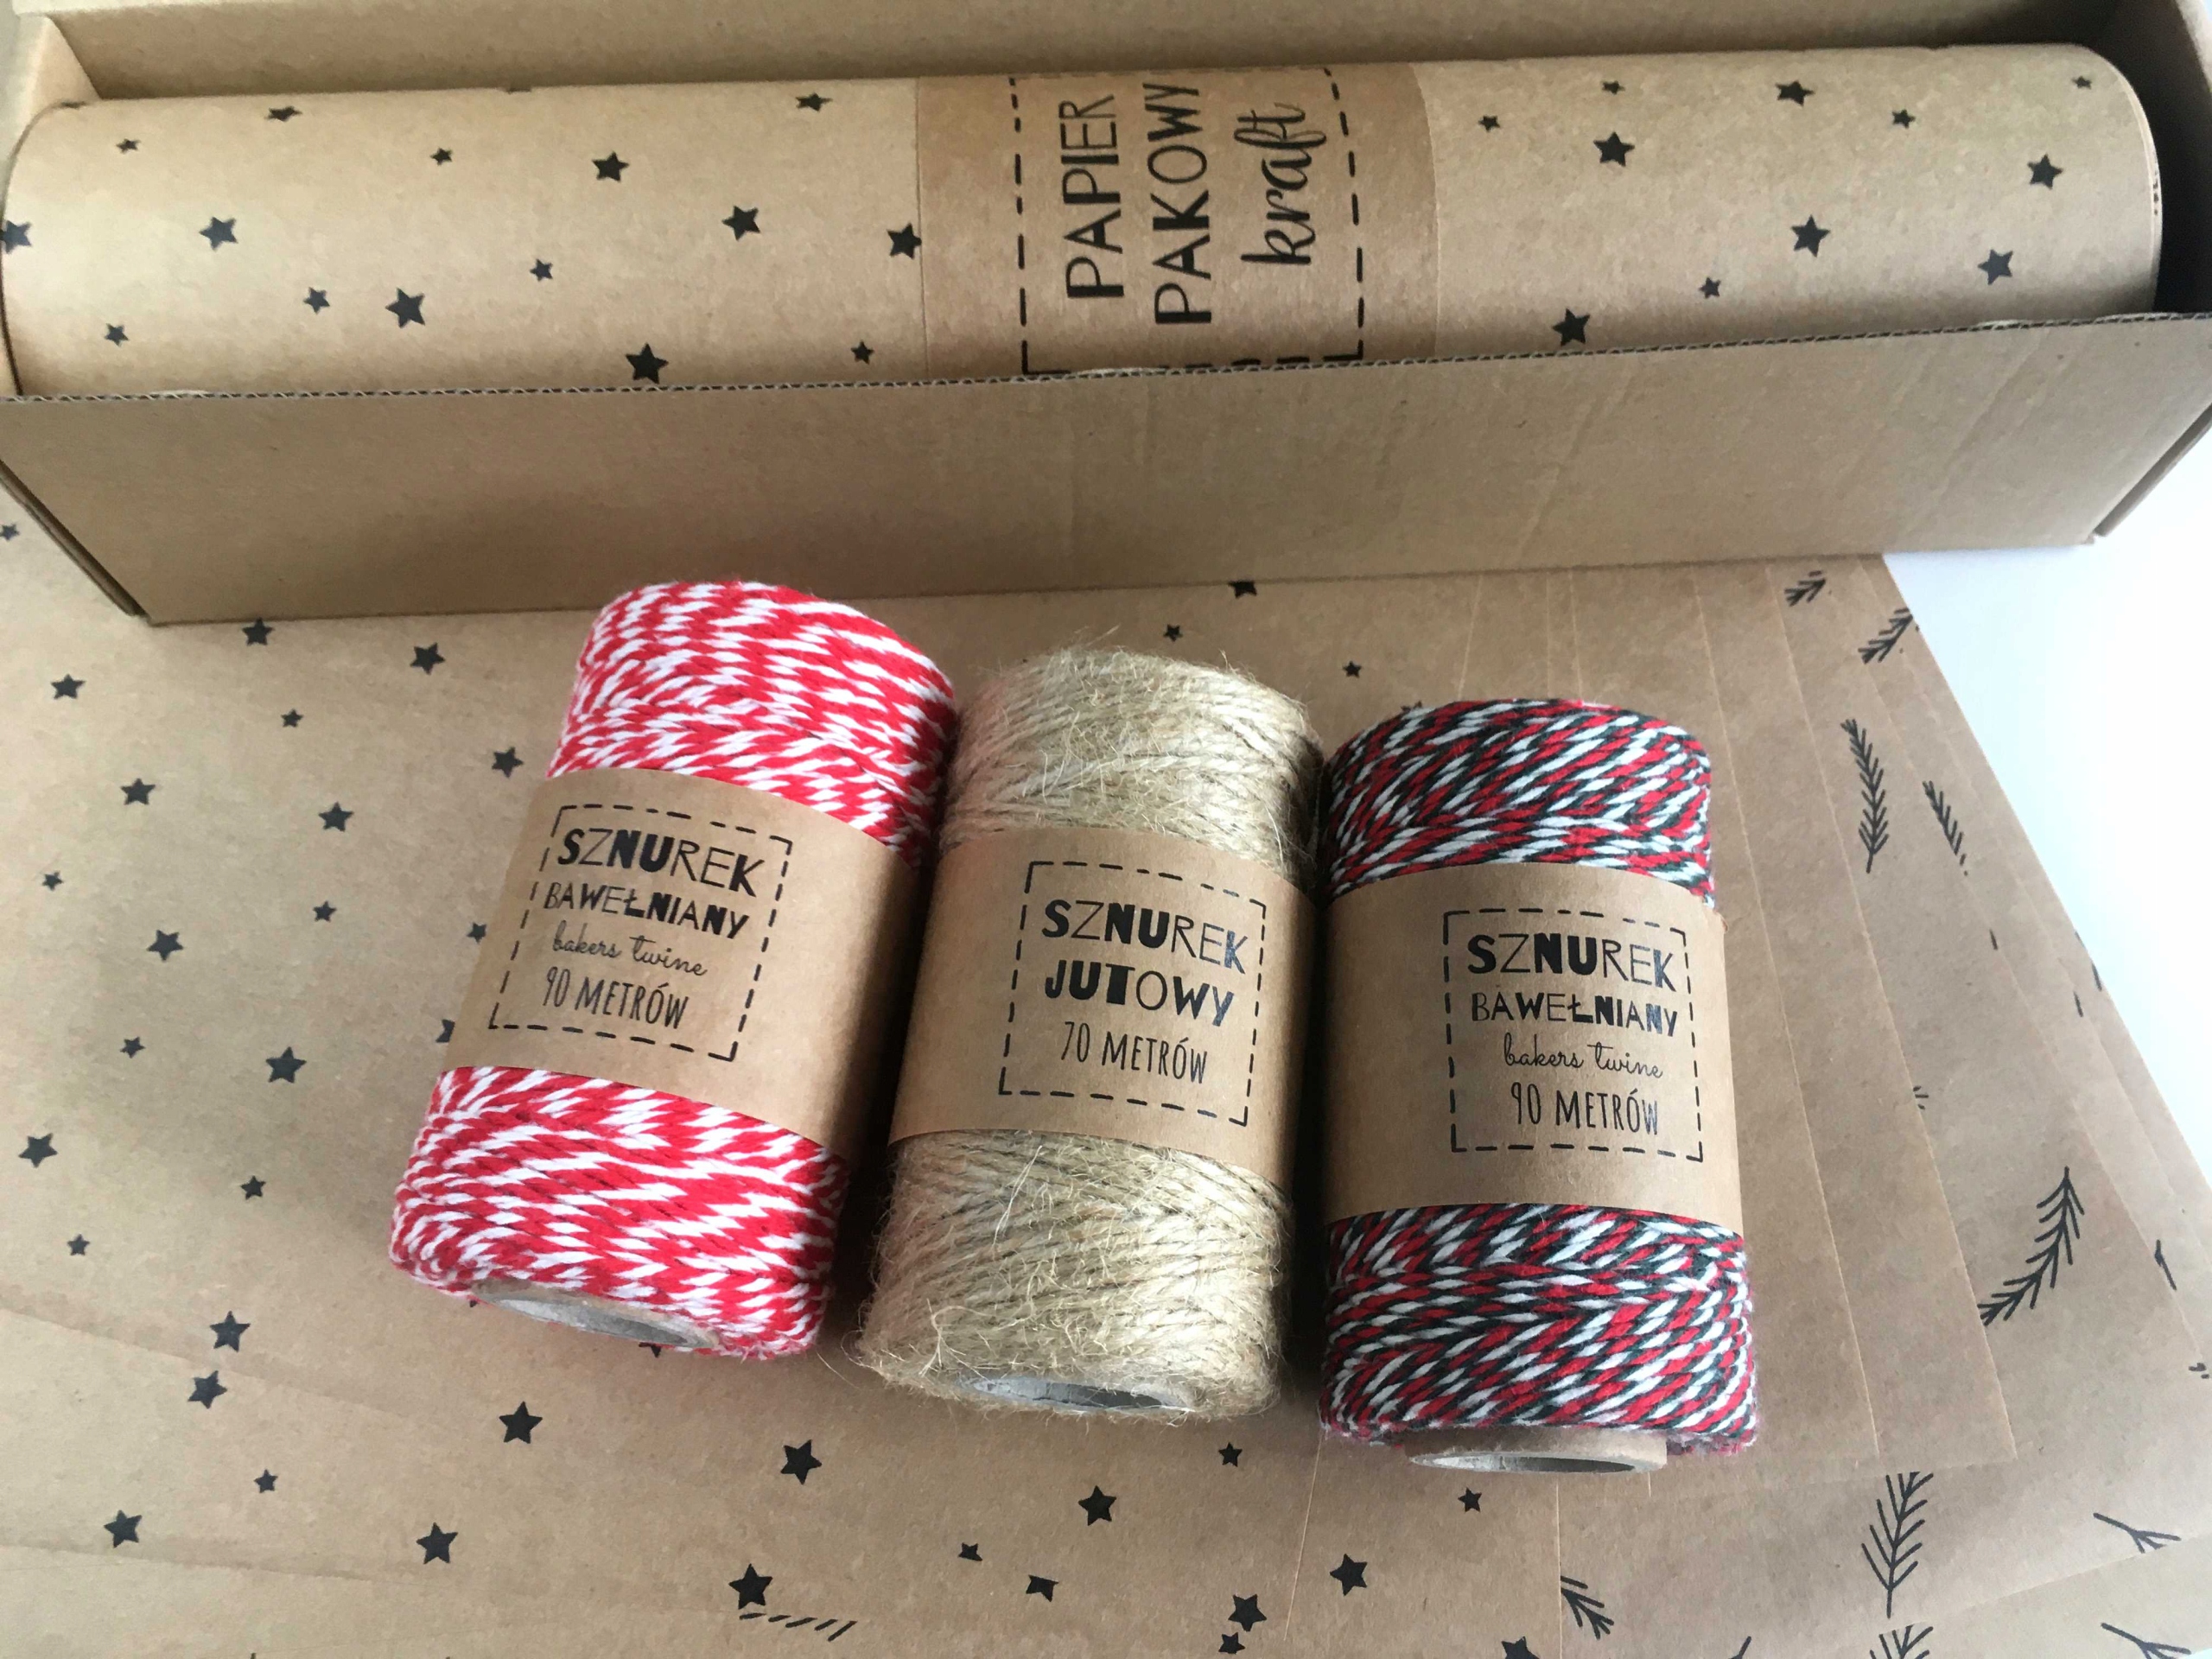 PAPIER
PAKOWY
kraft
SZNUREK
BAWEŁNIANY
bakers twine
90 METRÓW
SZNUREK
JUTOWY
70 METRÓW
SZNUREK
BAWEŁNIANY
bakers twine
90 METRÓW